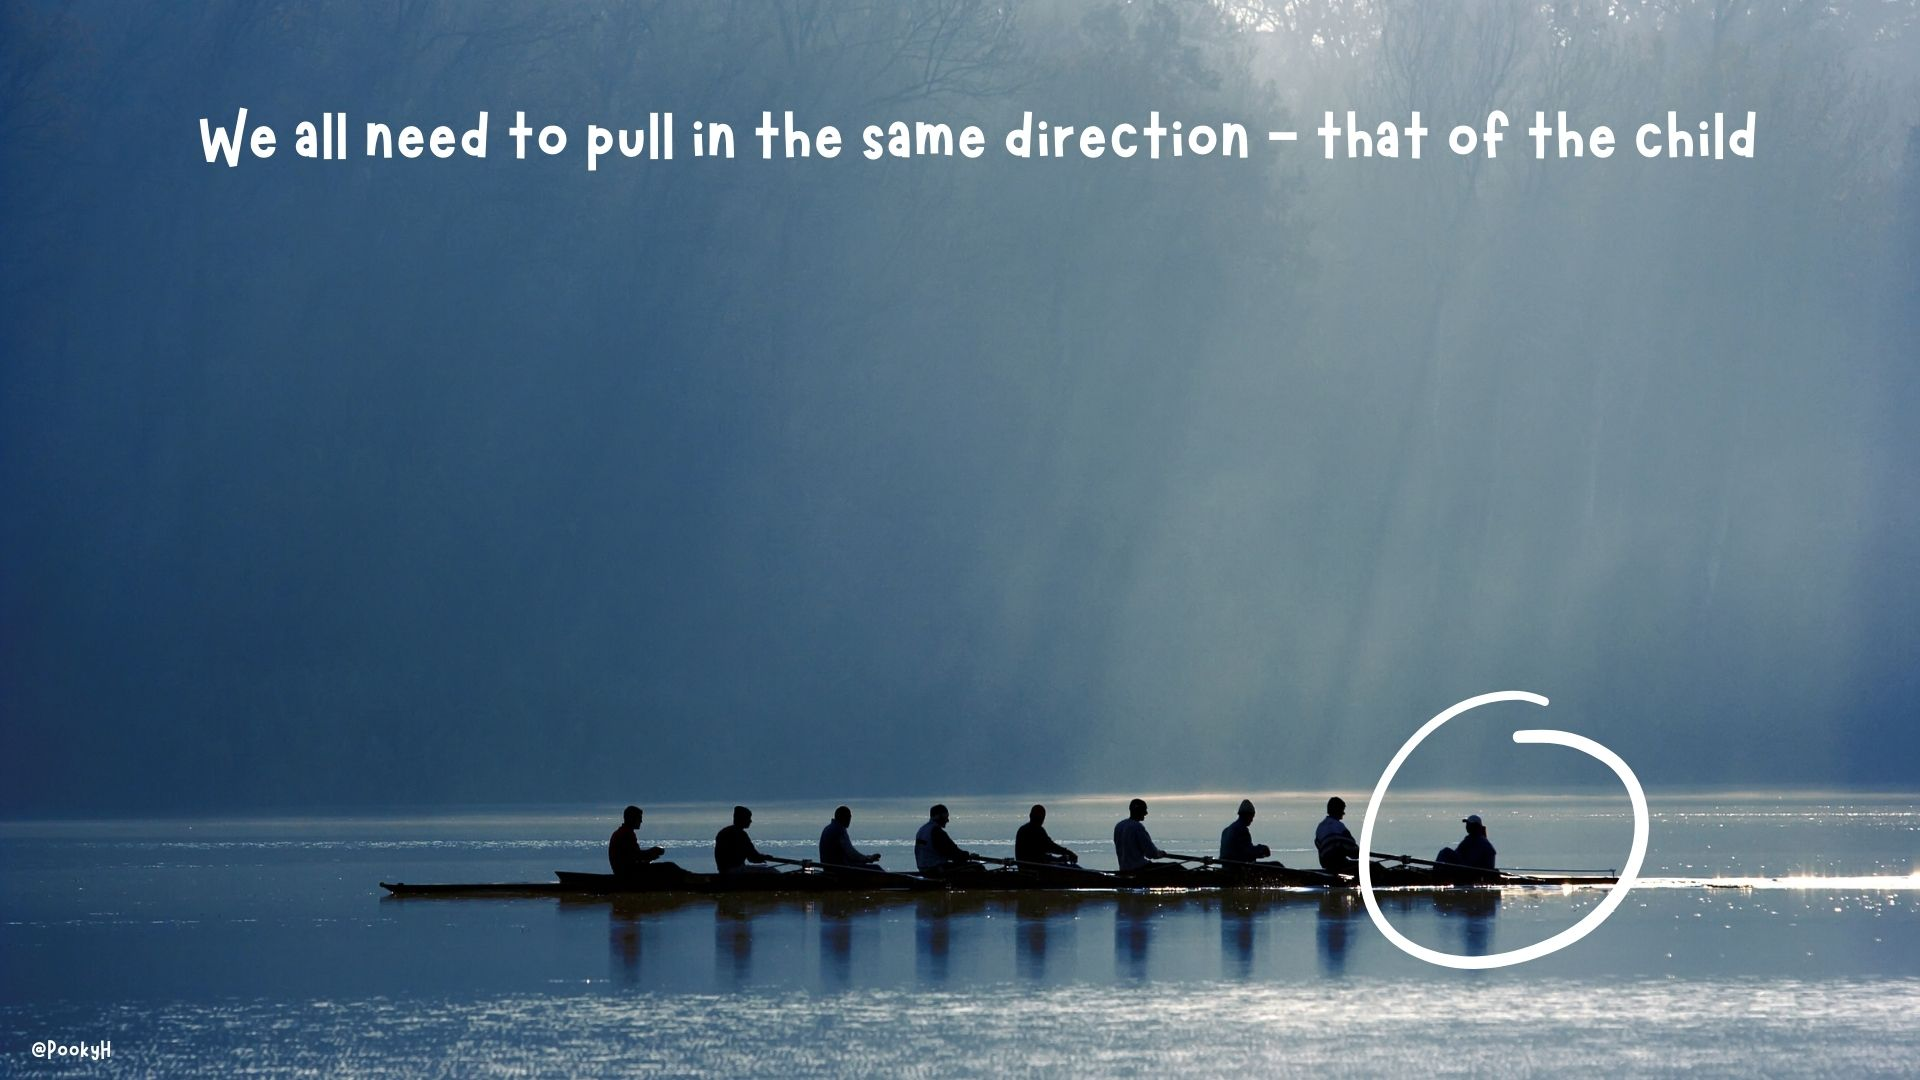 We all need to pull in the same direction – that of the child
@PookyH